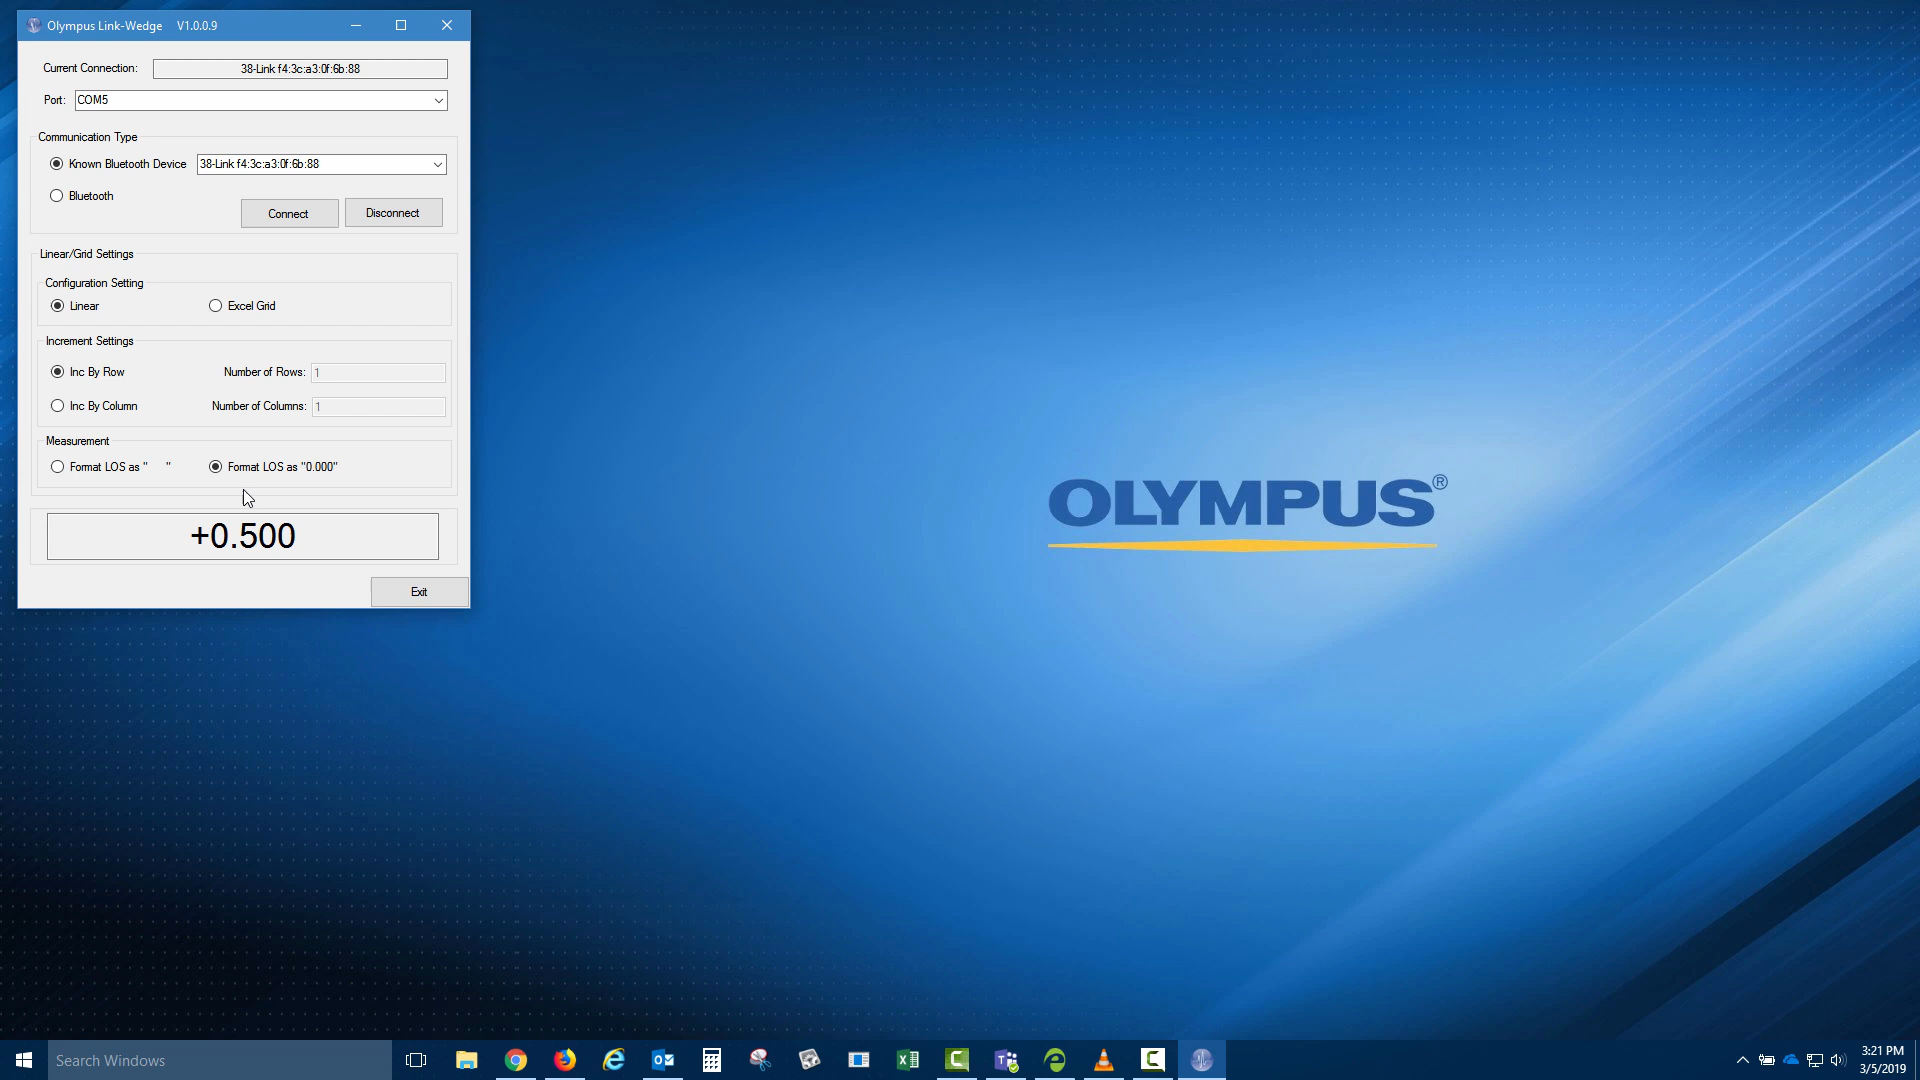 Olympus Link-Wedge V1.0.0.9
Current Connection: 38-Link f4:3c:a3:0f:6b:88
Port: COM5
Communication Type
Known Bluetooth Device 38-Link f4:3c:a3:0f:6b:88
Bluetooth
Connect Disconnect
Linear/Grid Settings
Configuration Setting
Linear Excel Grid
Increment Settings
Inc By Row Number of Rows: 1
Inc By Column Number of Columns: 1
Measurement
Format LOS as "     " Format LOS as "0.000"
+0.500
Exit
OLYMPUS®
Search Windows
3:21 PM
3/5/2019